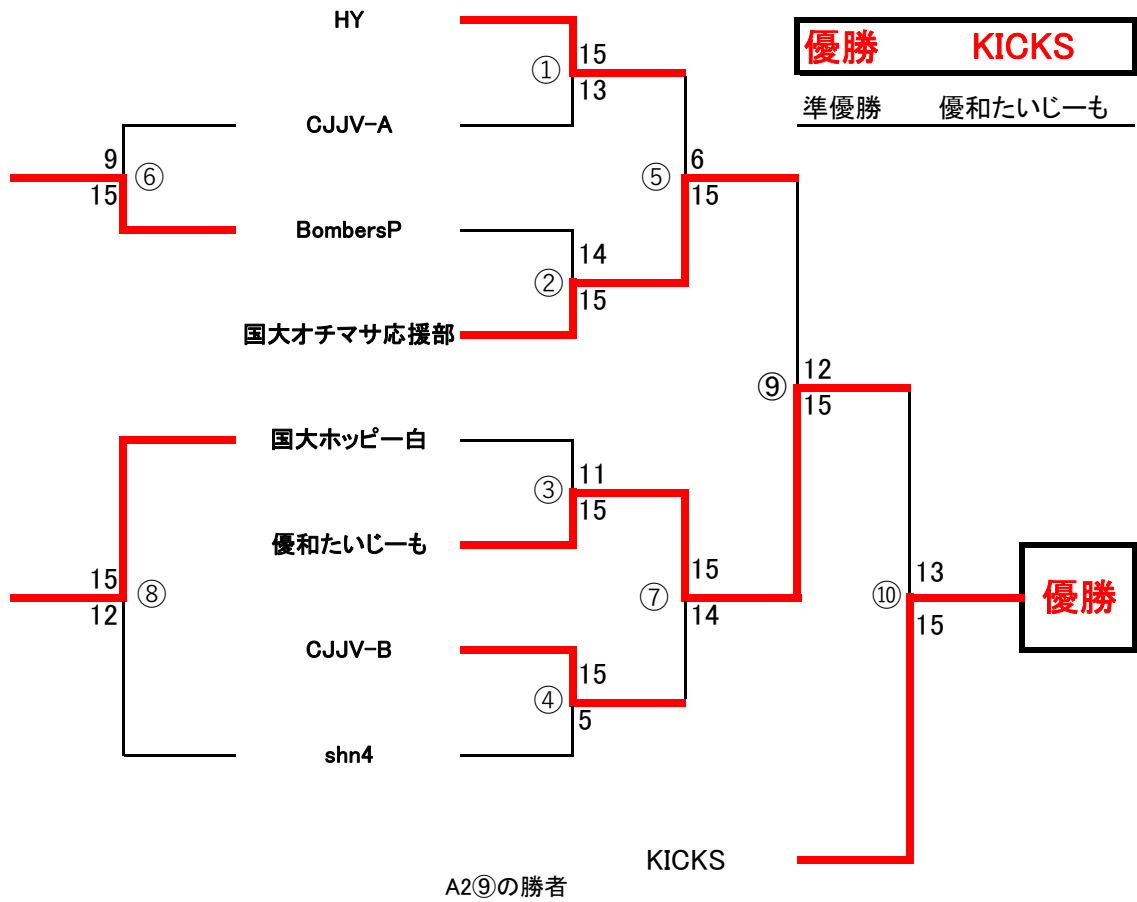 HY
優勝 KICKS
15
①
13
準優勝 優和たいじーも
CJJV-A
9
⑥
15
6
⑤
15
BombersP
14
②
15
国大オチマサ応援部
12
⑨
15
国大ホッピー白
11
③
15
優和たいじーも
15
⑧
12
15
⑦
14
13
⑩
15
優勝
CJJV-B
15
④
5
shn4
KICKS
A2⑨の勝者